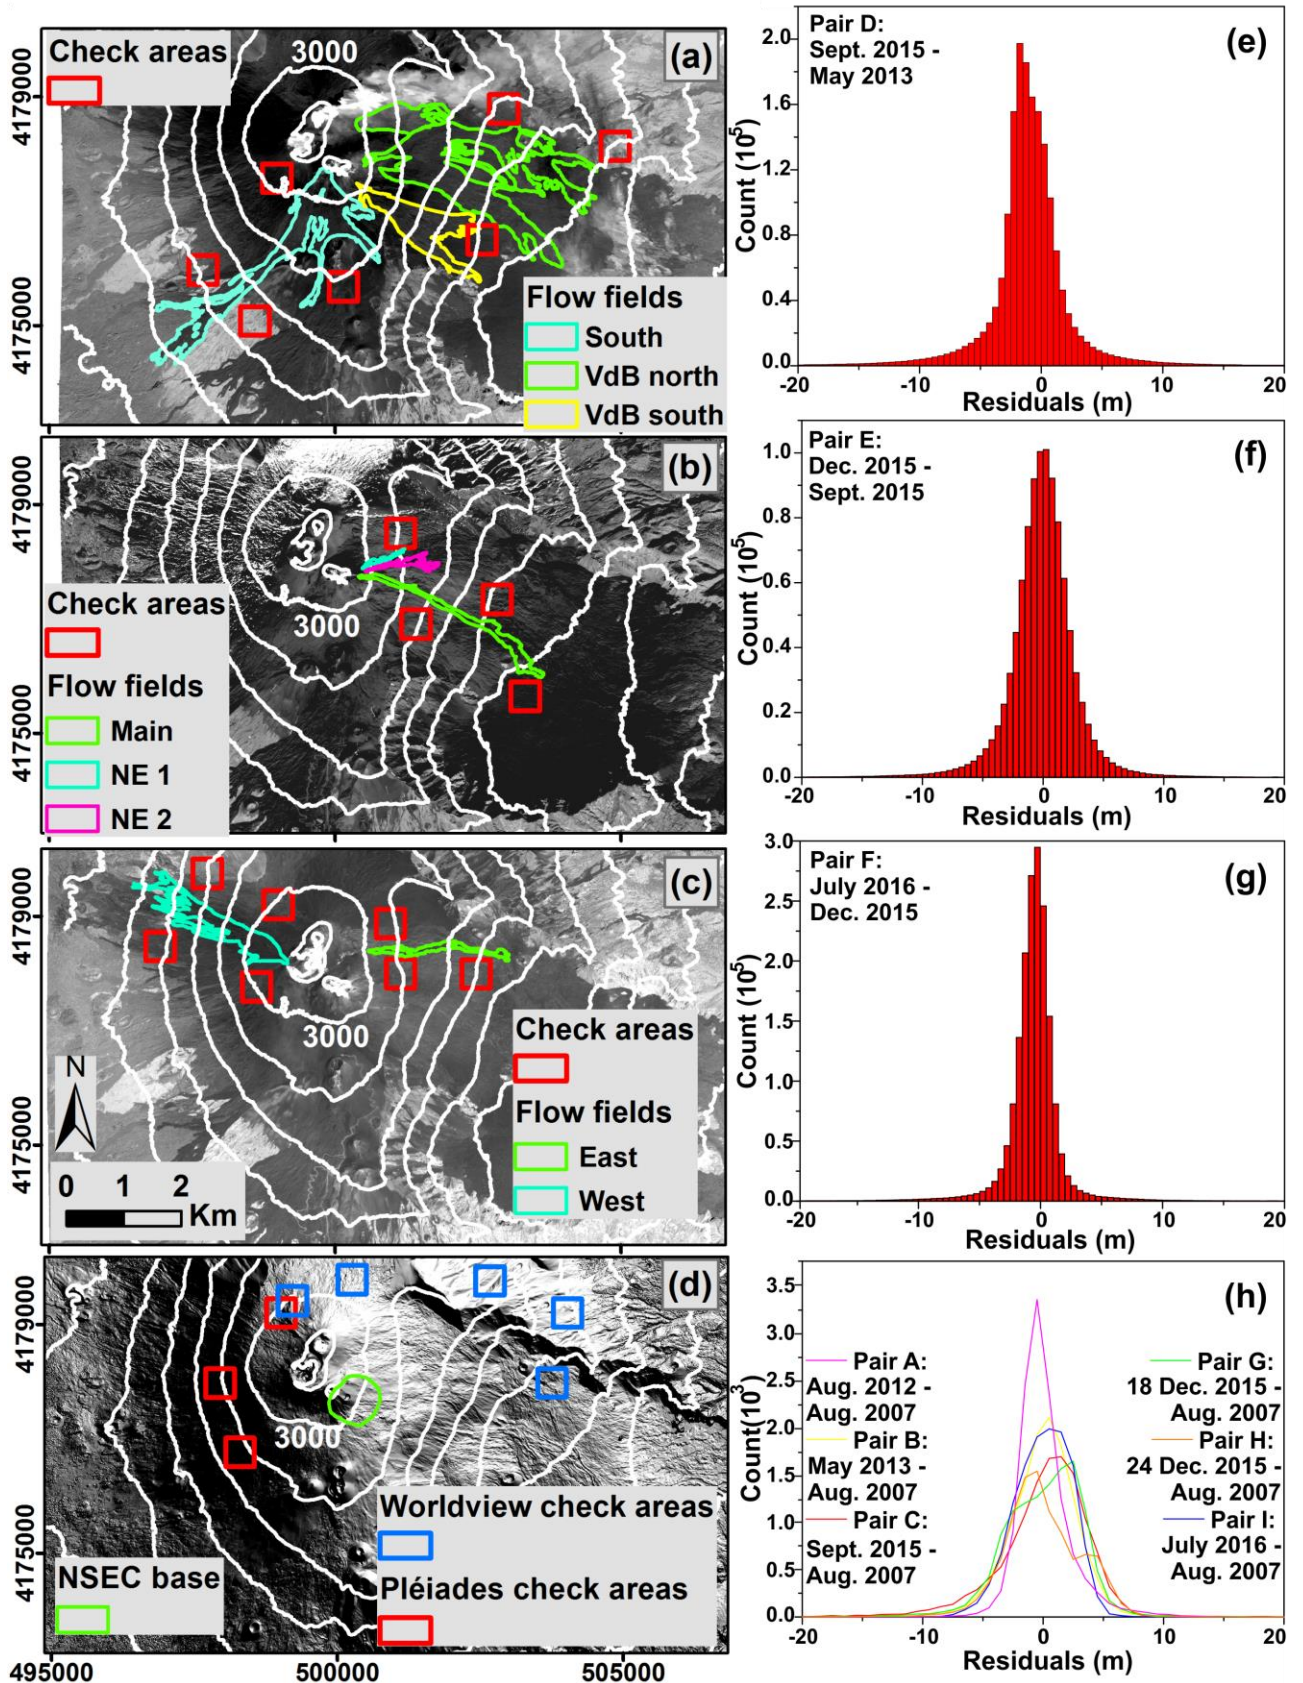 Check areas
3000
(a)
4179000
4175000
Flow fields
South
VdB north
VdB south
(b)
4179000
4175000
3000
Check areas
Flow fields
Main
NE 1
NE 2
(c)
4179000
4175000
3000
N
0 1 2
Km
Check areas
Flow fields
East
West
(d)
4179000
4175000
3000
NSEC base
Worldview check areas
Pléiades check areas
495000 500000 505000
Pair D:
Sept. 2015 -
May 2013
(e)
Count (10⁵)
2.0
1.6
1.2
0.8
0.4
0.0
-20 -10 0 10 20
Residuals (m)
Pair E:
Dec. 2015 -
Sept. 2015
(f)
Count (10⁵)
1.0
0.8
0.6
0.4
0.2
0.0
-20 -10 0 10 20
Residuals (m)
Pair F:
July 2016 -
Dec. 2015
(g)
Count (10⁵)
3.0
2.5
2.0
1.5
1.0
0.5
0.0
-20 -10 0 10 20
Residuals (m)
(h)
Count(10³)
3.5
3.0
2.5
2.0
1.5
1.0
0.5
0.0
Pair A:
Aug. 2012 -
Aug. 2007
Pair B:
May 2013 -
Aug. 2007
Pair C:
Sept. 2015 -
Aug. 2007
Pair G:
18 Dec. 2015 -
Aug. 2007
Pair H:
24 Dec. 2015 -
Aug. 2007
Pair I:
July 2016 -
Aug. 2007
-20 -10 0 10 20
Residuals (m)